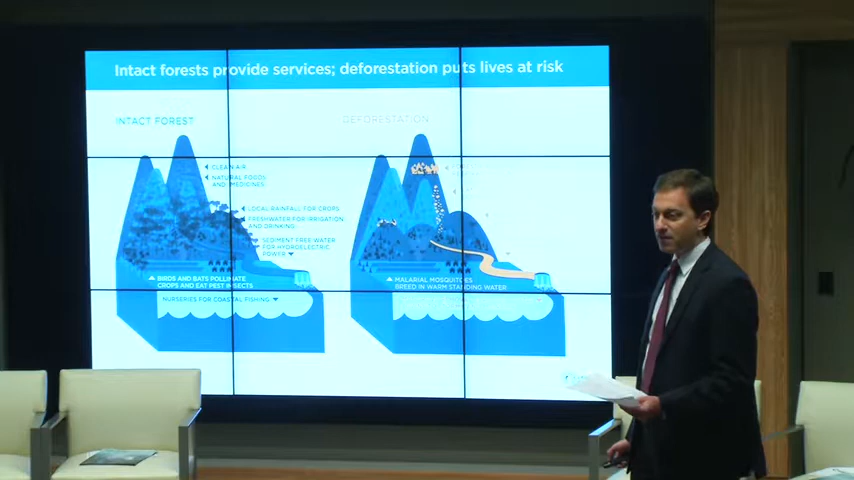 Intact forests provide services; deforestation puts lives at risk
INTACT FOREST
DEFORESTATION
CLEAN AIR
NATURAL FOODS
AND MEDICINES
LOCAL RAINFALL FOR CROPS
FRESHWATER FOR IRRIGATION
AND DRINKING
SEDIMENT FREE WATER
FOR HYDROELECTRIC
POWER
BIRDS AND BATS POLLINATE
CROPS AND EAT PEST INSECTS
NURSERIES FOR COASTAL FISHING
MALARIAL MOSQUITOES
BREED IN WARM STANDING WATER